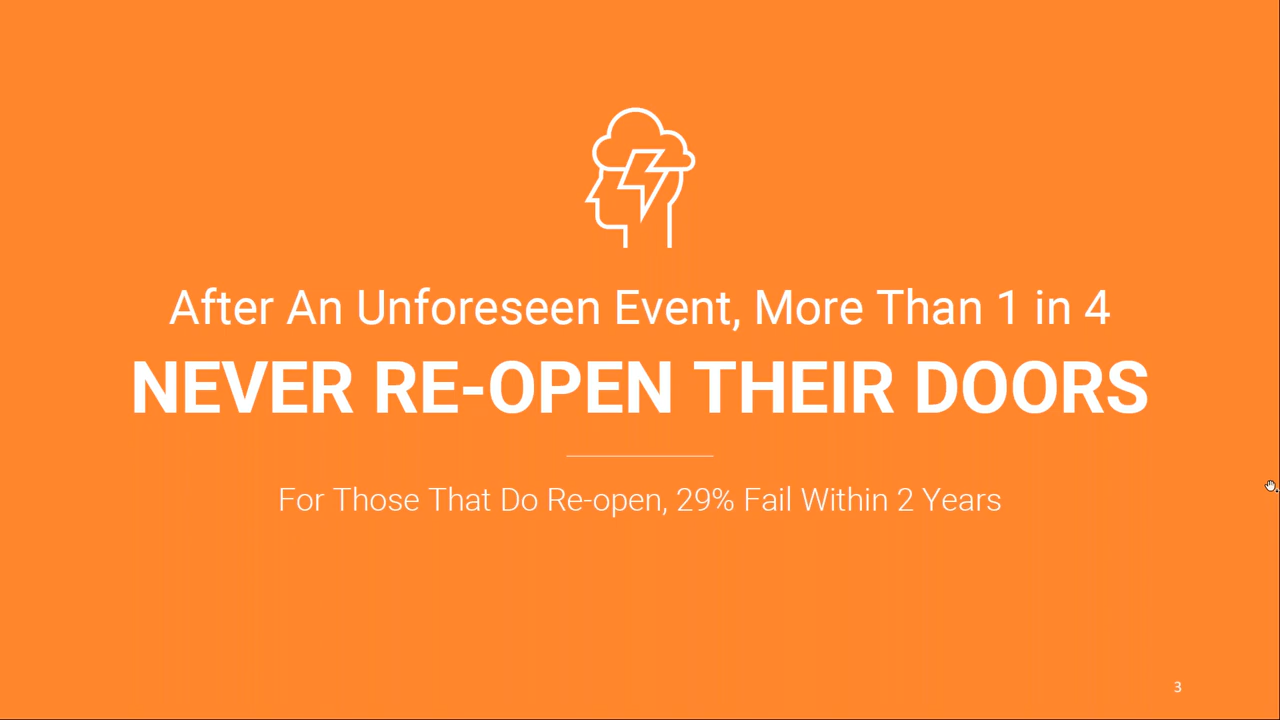 After An Unforeseen Event, More Than 1 in 4
NEVER RE-OPEN THEIR DOORS
For Those That Do Re-open, 29% Fail Within 2 Years
3